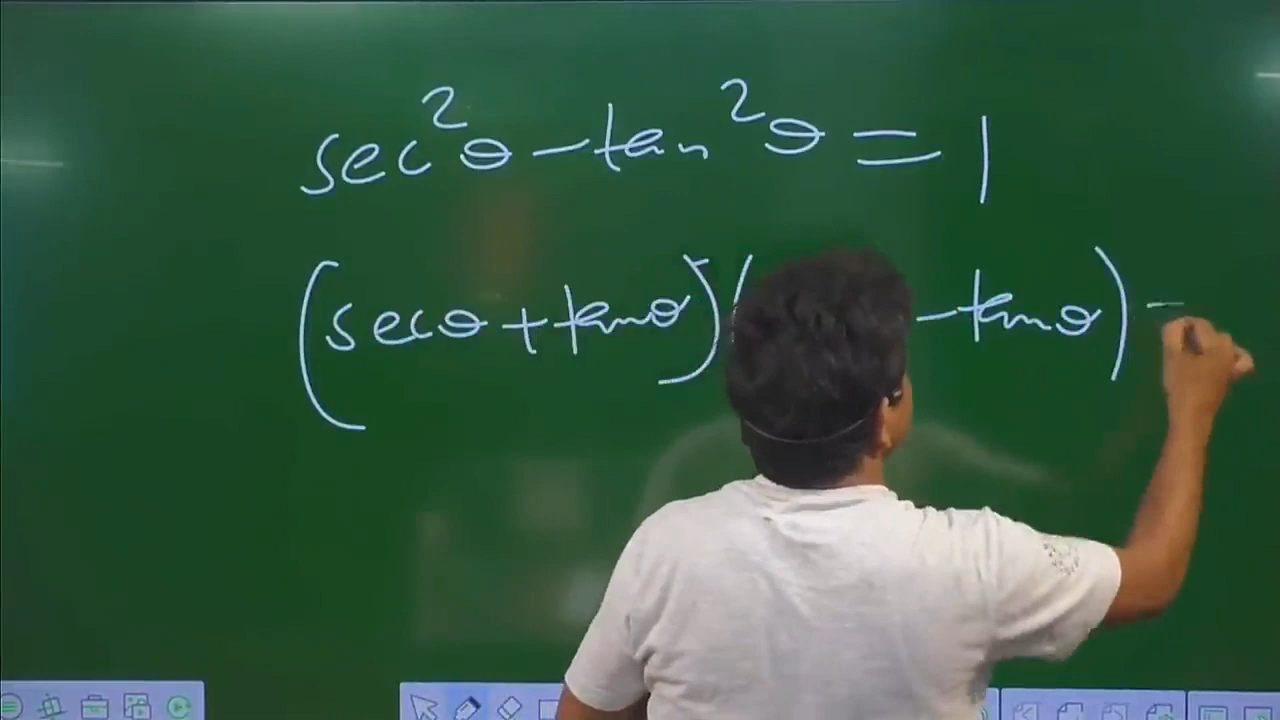 sec²θ - tan²θ = 1
(secθ + tanθ)( - tanθ) =